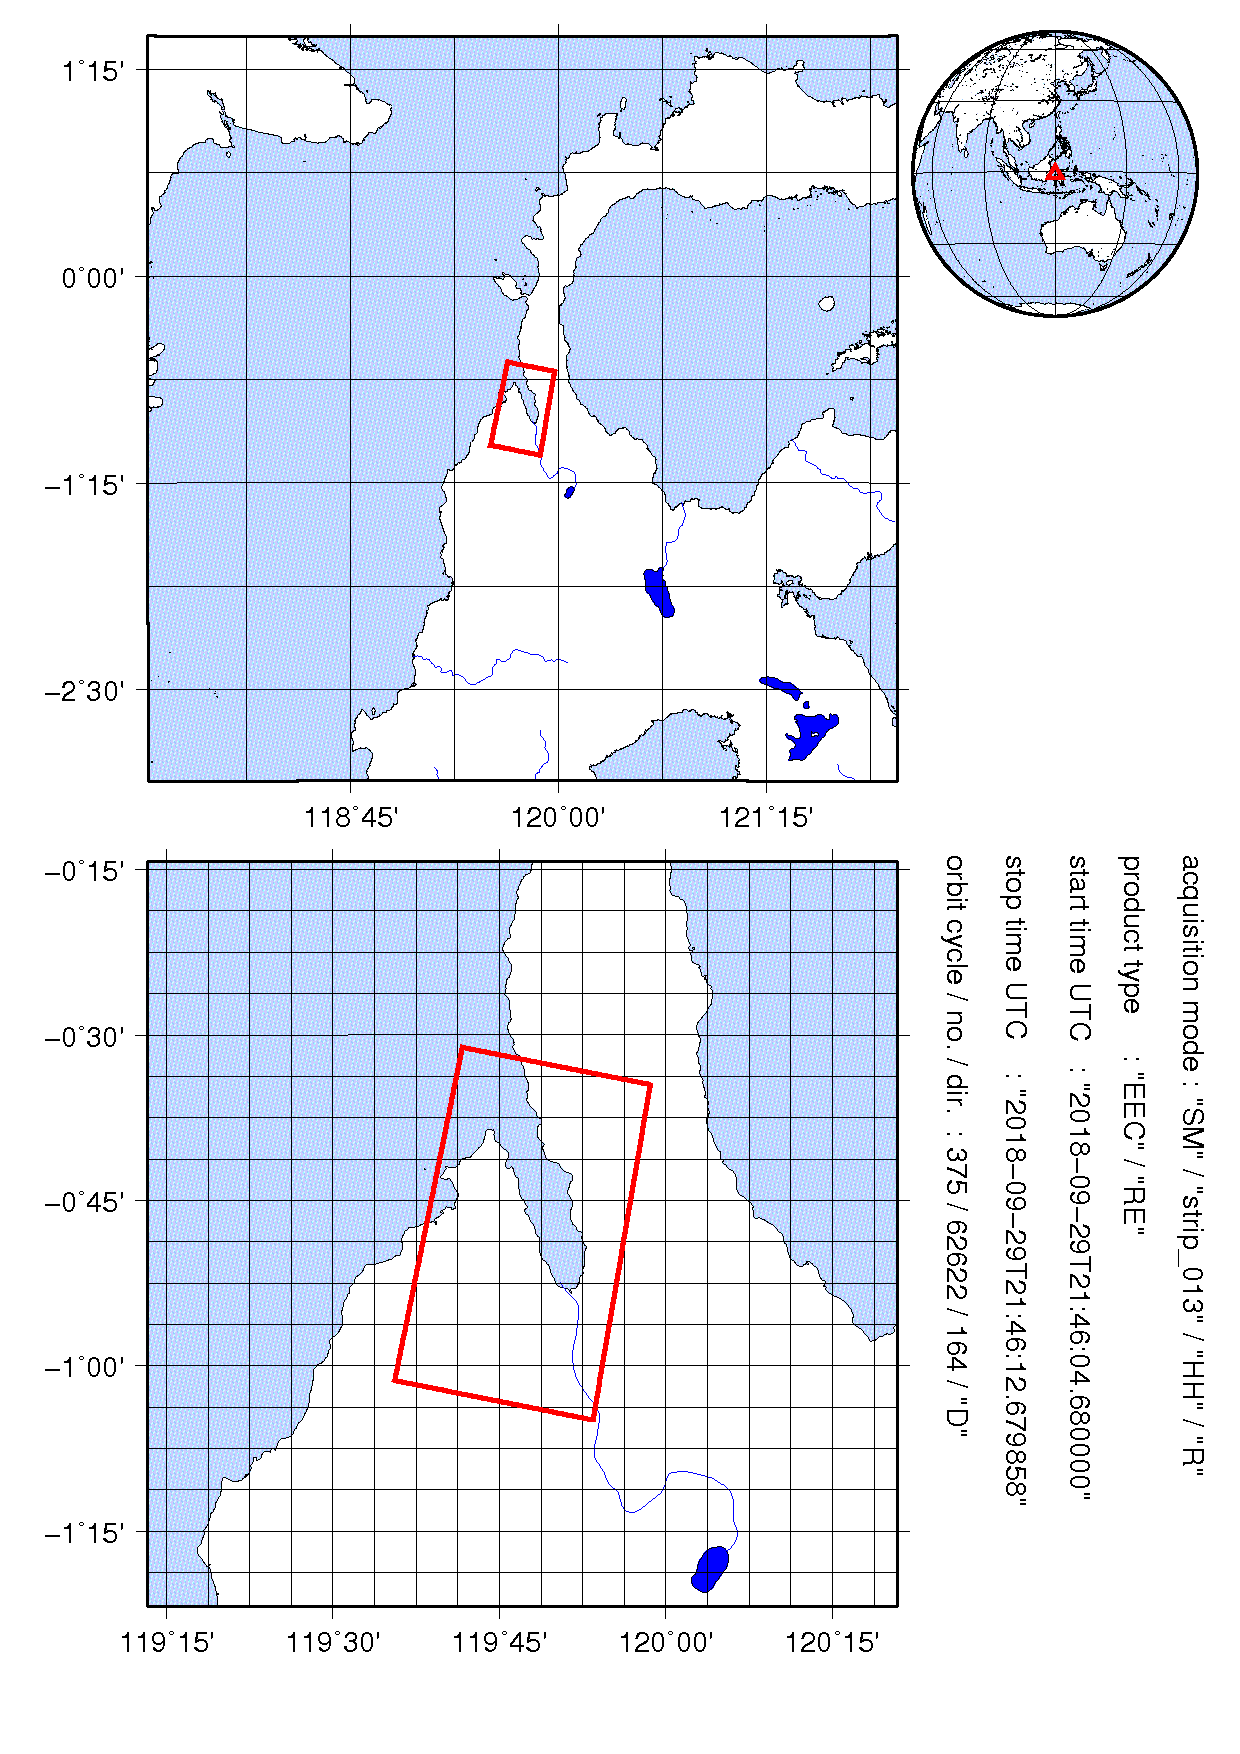 1°15'
0°00'
−1°15'
−2°30'
118°45' 120°00' 121°15'
−0°15'
−0°30'
−0°45'
−1°00'
−1°15'
119°15' 119°30' 119°45' 120°00' 120°15'
acquisition mode : "SM" / "strip_013" / "HH" / "R"
product type : "EEC" / "RE"
start time UTC : "2018−09−29T21:46:04.680000"
stop time UTC : "2018−09−29T21:46:12.679858"
orbit cycle / no. / dir. : 375 / 62622 / 164 / "D"